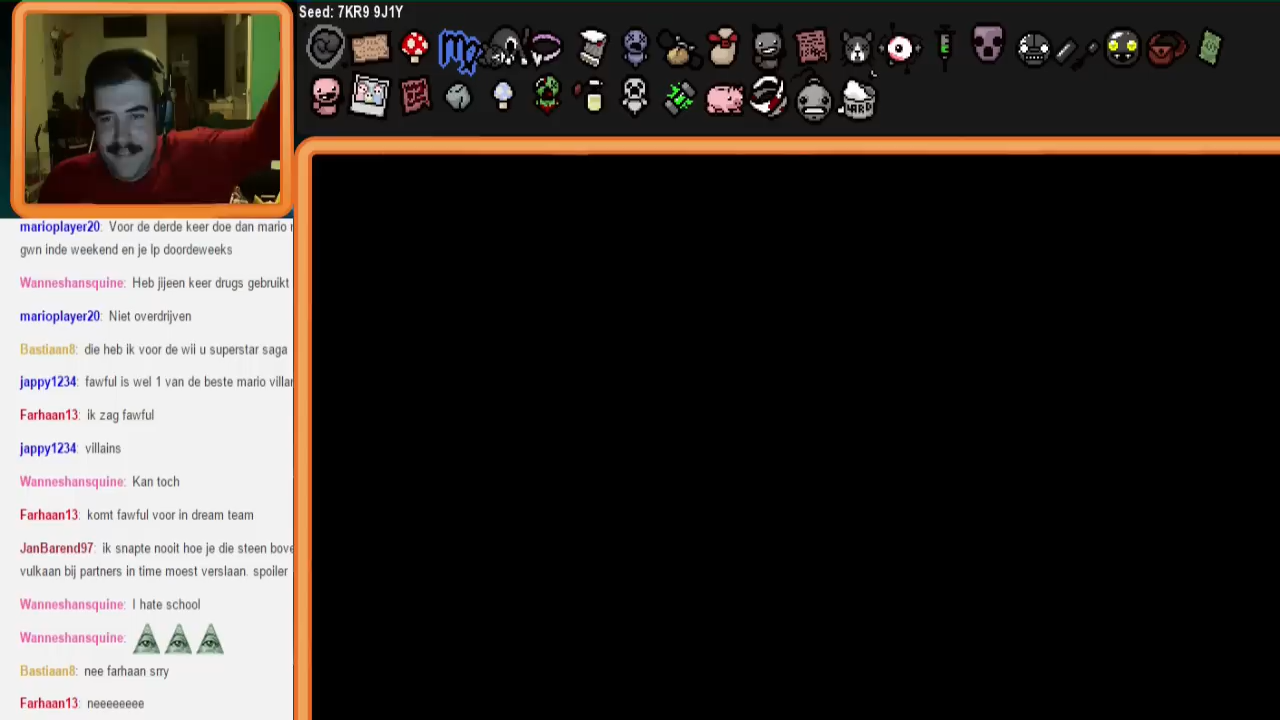 Seed: 7KR9 9J1Y
marioplayer20: Voor de derde keer doe dan mario
gwn inde weekend en je lp doordeweeks
Wanneshansquine: Heb jijeen keer drugs gebruikt
marioplayer20: Niet overdrijven
Bastiaan8: die heb ik voor de wii u superstar saga
jappy1234: fawful is wel 1 van de beste mario
Farhaan13: ik zag fawful
jappy1234: villains
Wanneshansquine: Kan toch
Farhaan13: komt fawful voor in dream team
JanBarend97: ik snapte nooit hoe je die steen
vulkaan bij partners in time moest verslaan. spoiler
Wanneshansquine: I hate school
Wanneshansquine:
Bastiaan8: nee farhaan srry
Farhaan13: neeeeeeee